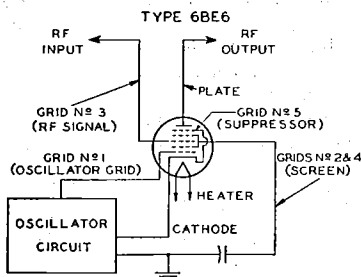 TYPE 6BE6
RF
INPUT
RF
OUTPUT
PLATE
GRID Nº 3
(RF SIGNAL)
GRID Nº 5
(SUPPRESSOR)
GRID Nº 1
(OSCILLATOR GRID)
GRIDS Nº 2 & 4
(SCREEN)
HEATER
OSCILLATOR
CIRCUIT
CATHODE